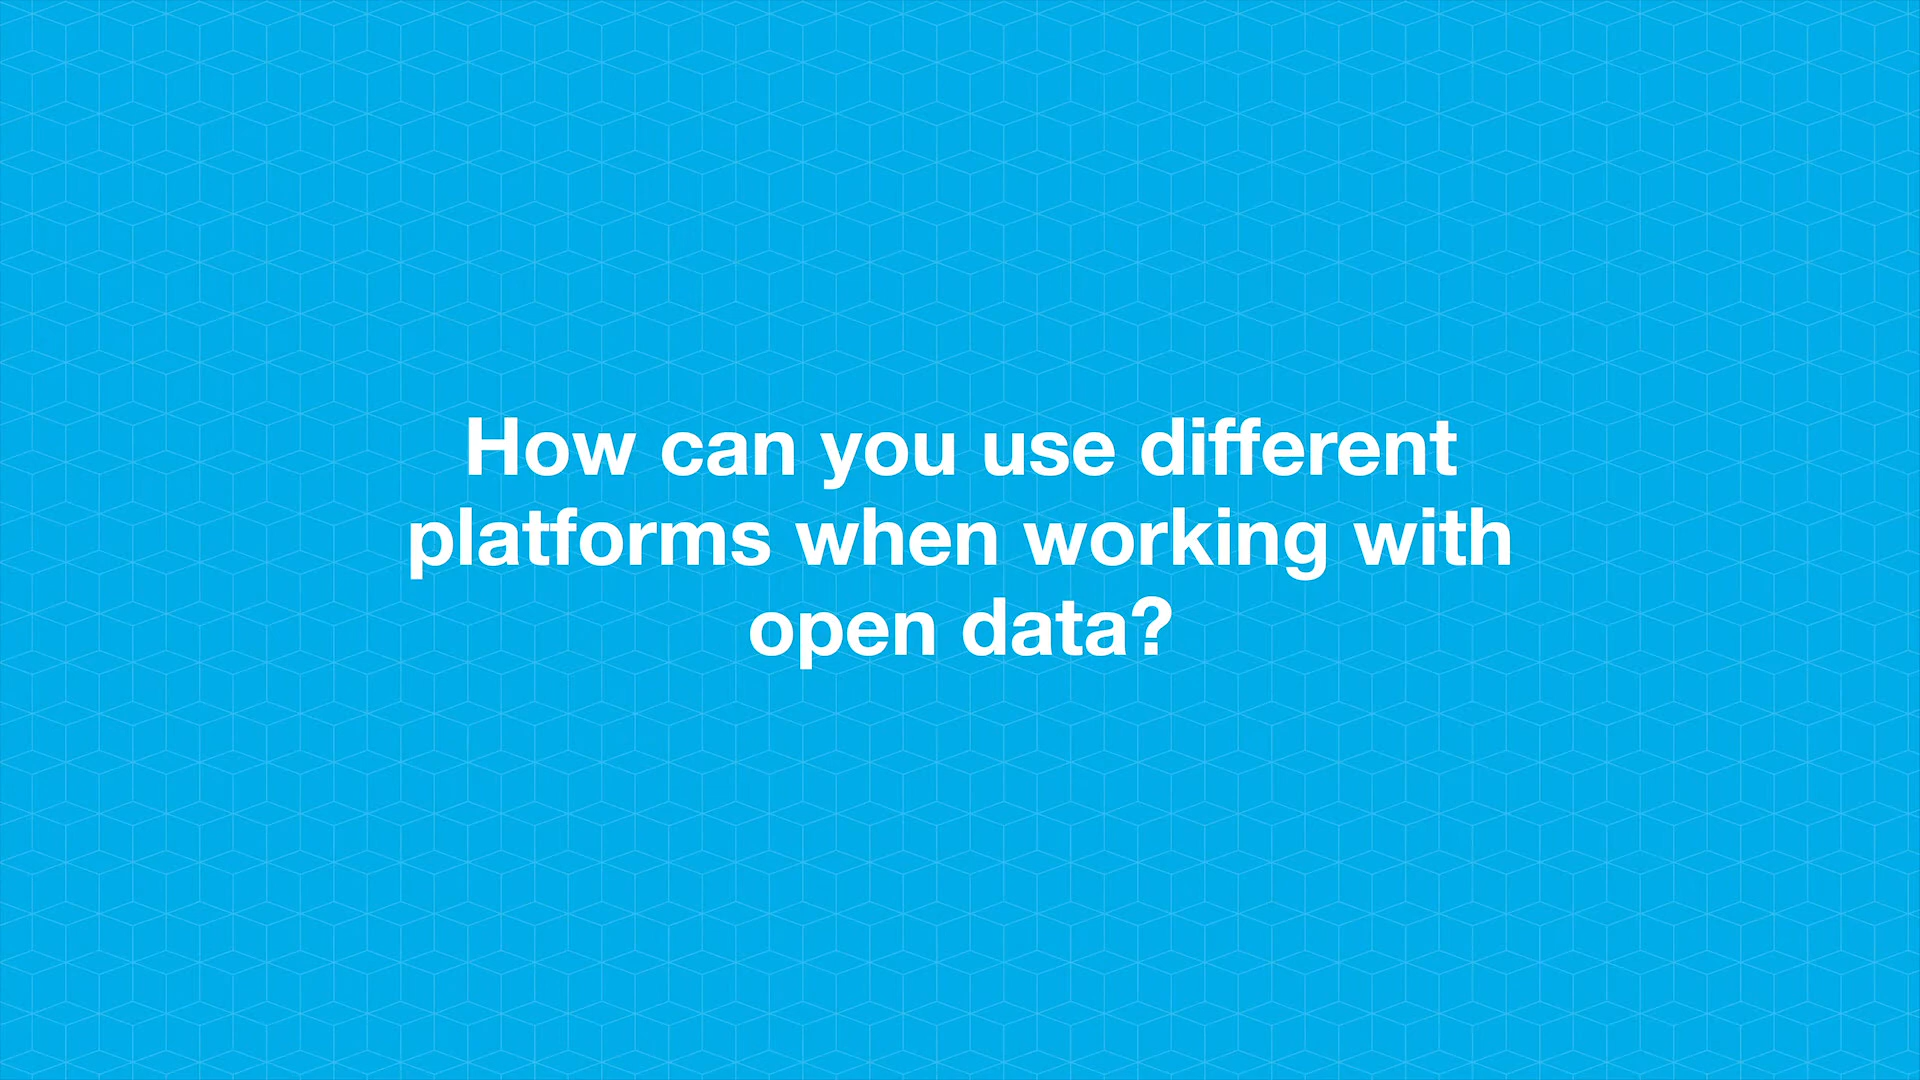 How can you use different
platforms when working with
open data?